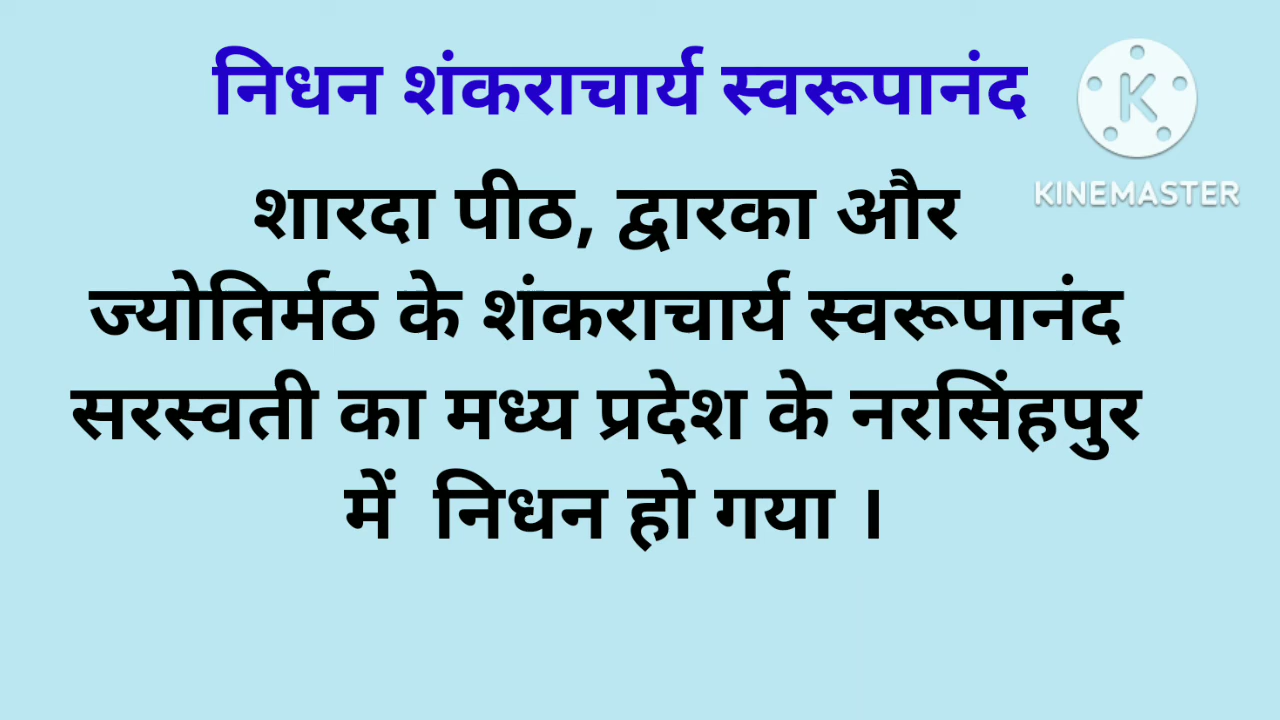 निधन शंकराचार्य स्वरूपानंद
शारदा पीठ, द्वारका और
ज्योतिर्मठ के शंकराचार्य स्वरूपानंद
सरस्वती का मध्य प्रदेश के नरसिंहपुर
में  निधन हो गया ।
K
KINEMASTER